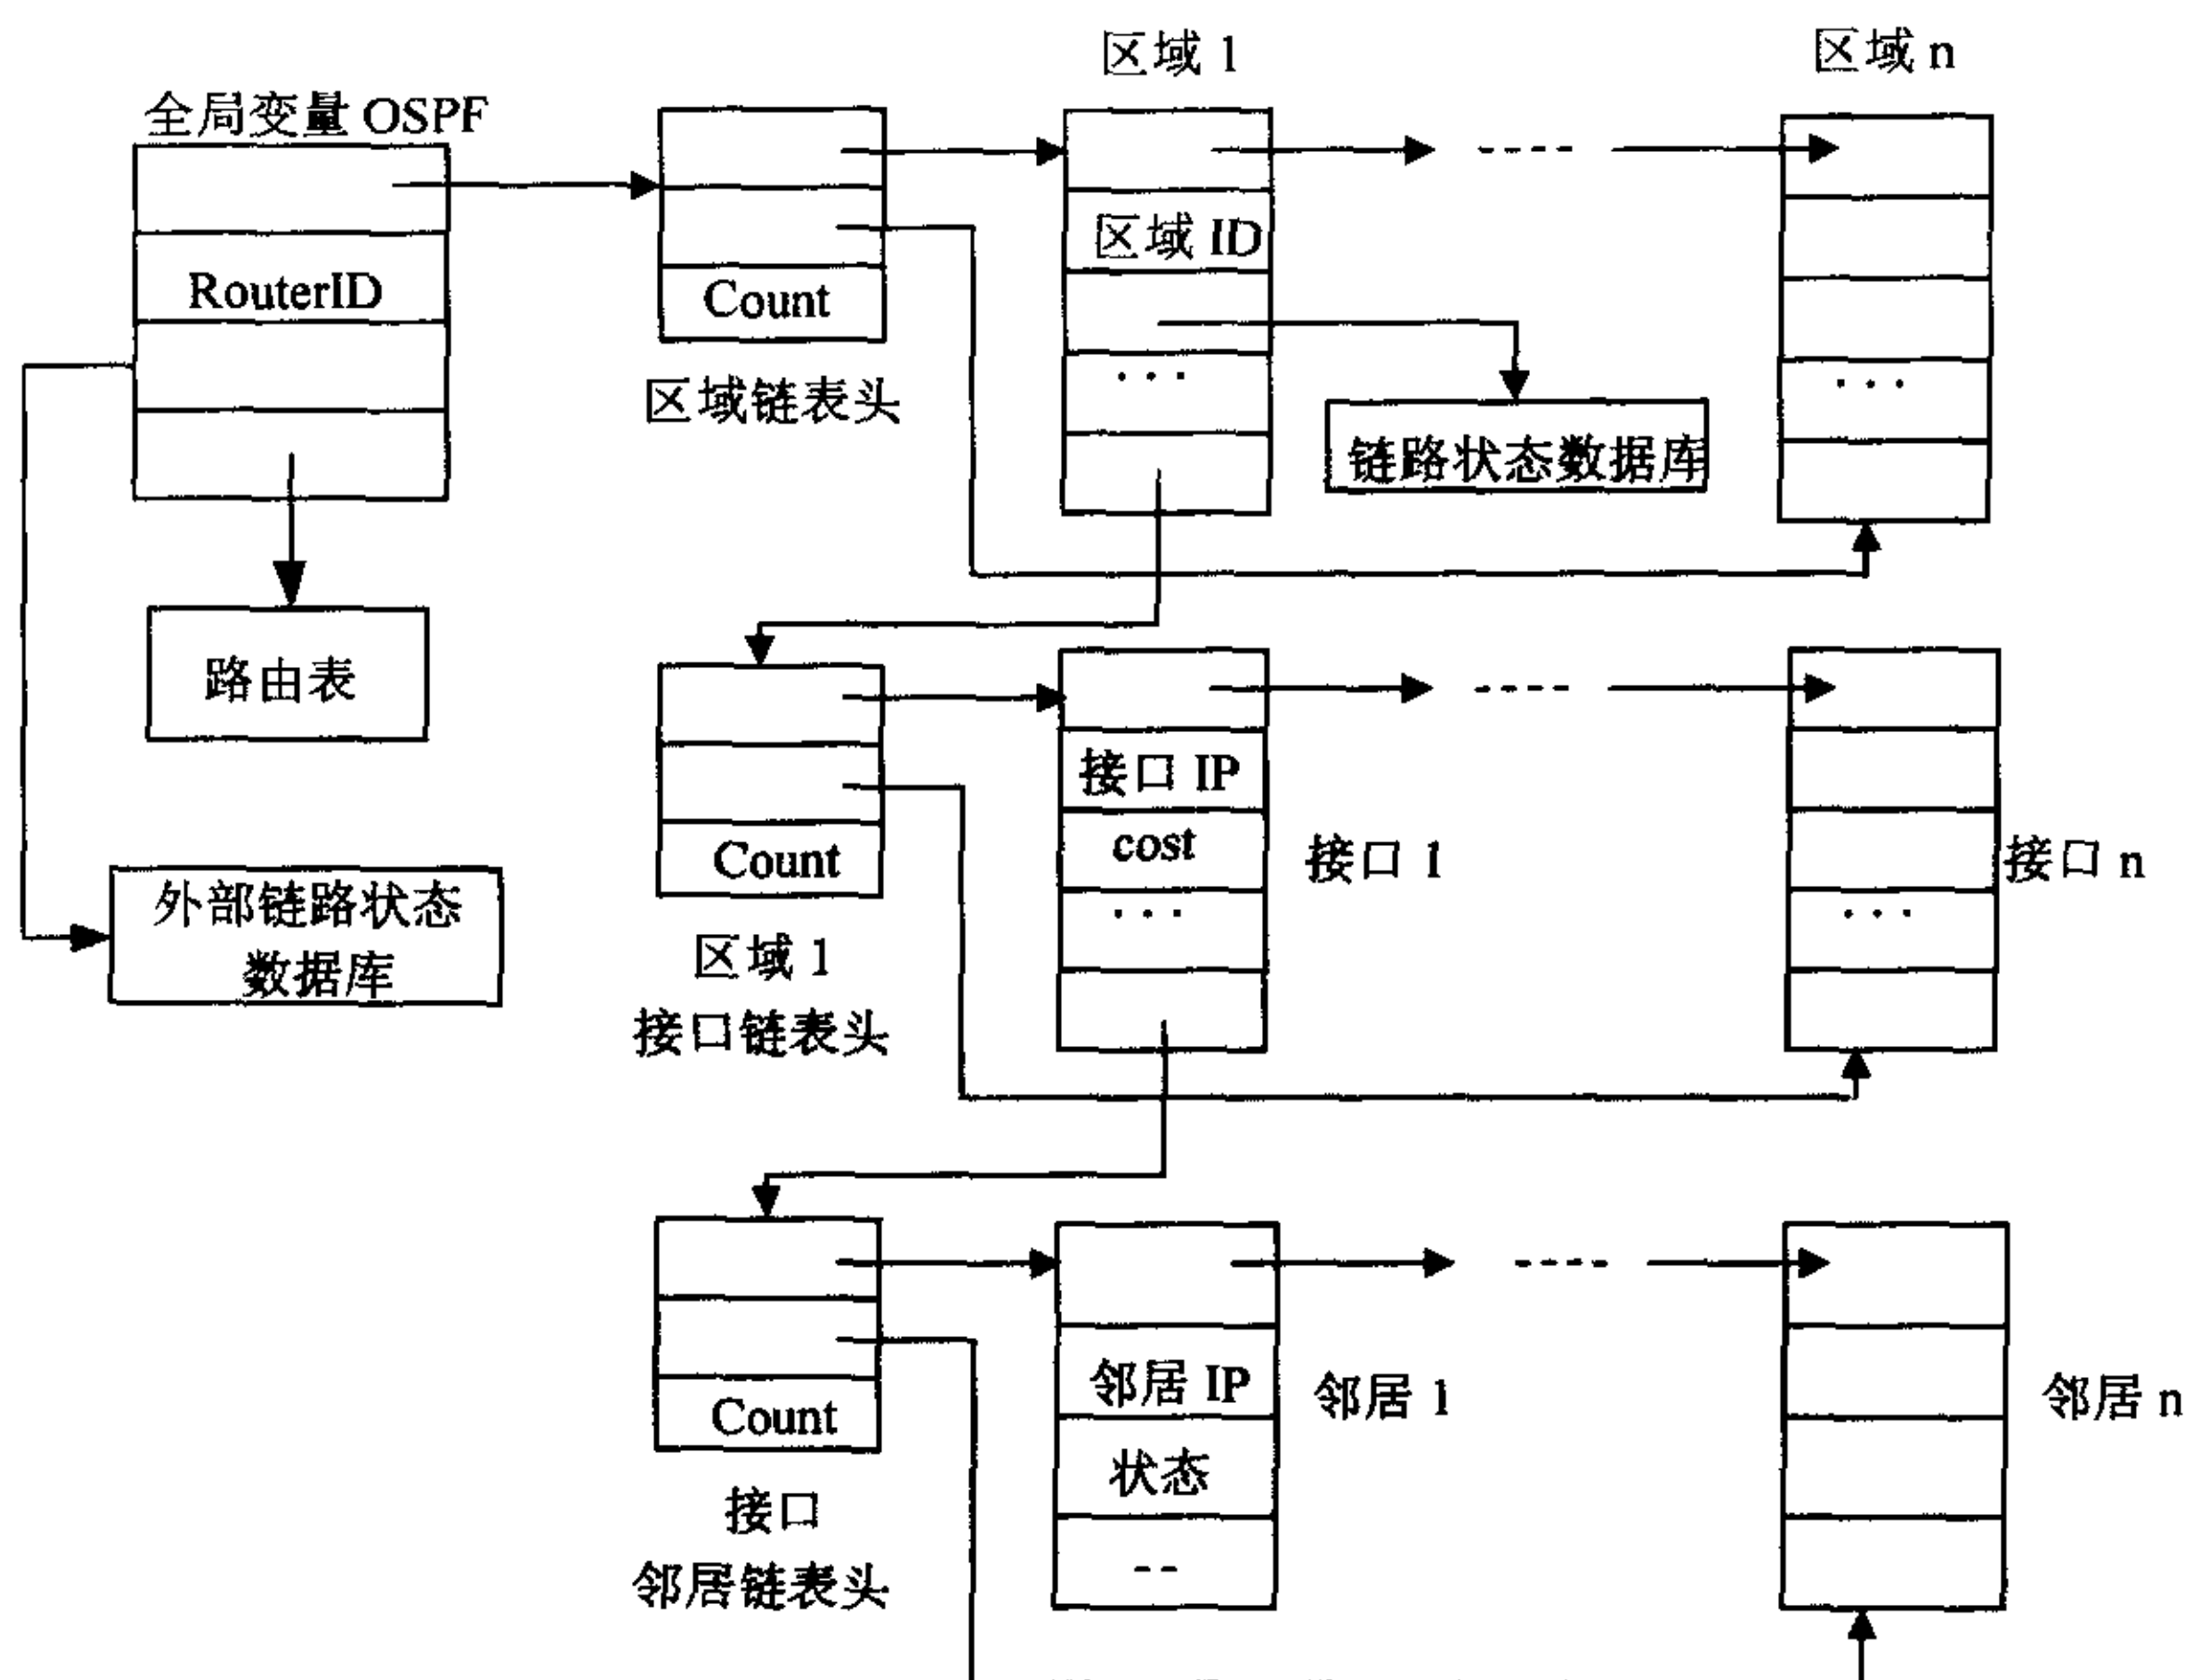 全局变量 OSPF
RouterID
路由表
外部链路状态
数据库
Count
区域链表头
区域 1
区域 ID
· · ·
链路状态数据库
区域 n
· · ·
Count
区域 1
接口链表头
接口 IP
cost
· · ·
接口 1
· · ·
接口 n
Count
接口
邻居链表头
邻居 IP
状态
--
邻居 1
邻居 n